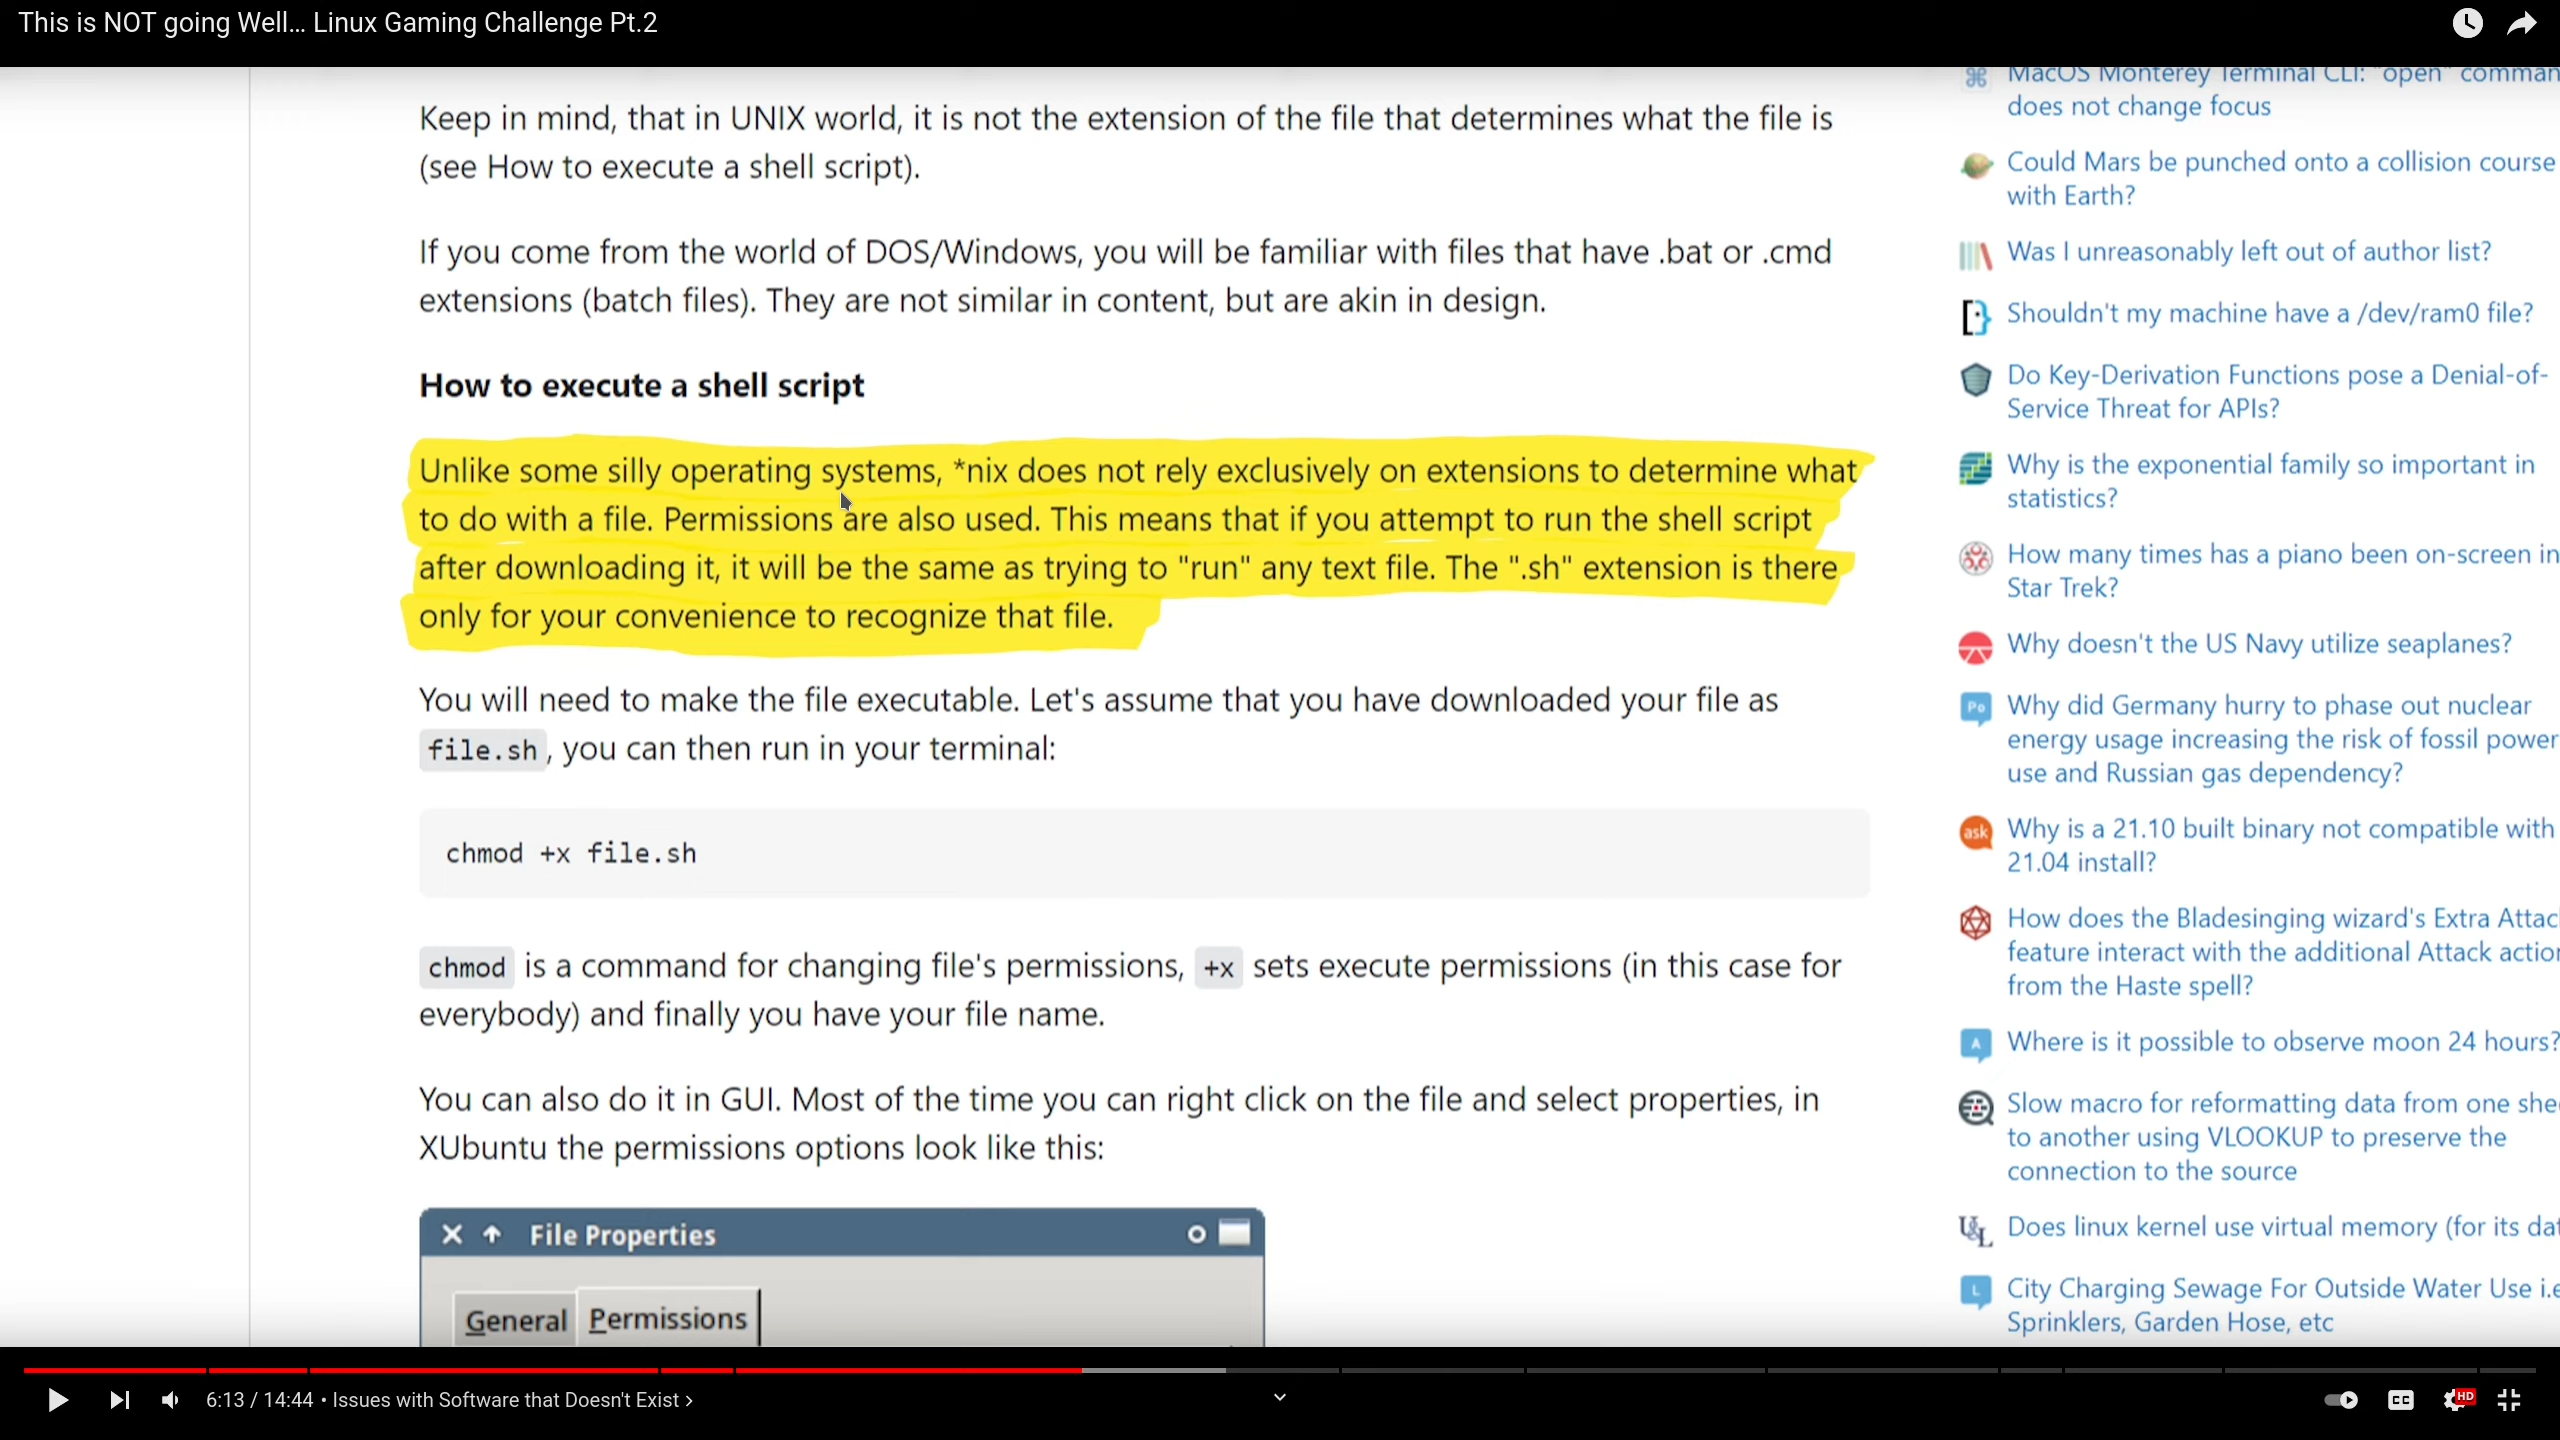 This is NOT going Well... Linux Gaming Challenge Pt.2
Keep in mind, that in UNIX world, it is not the extension of the file that determines what the file is
(see How to execute a shell script).
If you come from the world of DOS/Windows, you will be familiar with files that have .bat or .cmd
extensions (batch files). They are not similar in content, but are akin in design.
How to execute a shell script
Unlike some silly operating systems, *nix does not rely exclusively on extensions to determine what
to do with a file. Permissions are also used. This means that if you attempt to run the shell script
after downloading it, it will be the same as trying to "run" any text file. The ".sh" extension is there
only for your convenience to recognize that file.
You will need to make the file executable. Let's assume that you have downloaded your file as
file.sh, you can then run in your terminal:
chmod +x file.sh
chmod is a command for changing file's permissions, +x sets execute permissions (in this case for
everybody) and finally you have your file name.
You can also do it in GUI. Most of the time you can right click on the file and select properties, in
XUbuntu the permissions options look like this:
File Properties
General Permissions
MacOS Monterey Terminal CLI: "open" comman
does not change focus
Could Mars be punched onto a collision course
with Earth?
Was I unreasonably left out of author list?
Shouldn't my machine have a /dev/ram0 file?
Do Key-Derivation Functions pose a Denial-of-
Service Threat for APIs?
Why is the exponential family so important in
statistics?
How many times has a piano been on-screen in
Star Trek?
Why doesn't the US Navy utilize seaplanes?
Po
Why did Germany hurry to phase out nuclear
energy usage increasing the risk of fossil power
use and Russian gas dependency?
ask
Why is a 21.10 built binary not compatible with
21.04 install?
How does the Bladesinging wizard's Extra Attac
feature interact with the additional Attack action
from the Haste spell?
A
Where is it possible to observe moon 24 hours?
Slow macro for reformatting data from one she
to another using VLOOKUP to preserve the
connection to the source
U&L
Does linux kernel use virtual memory (for its dat
L
City Charging Sewage For Outside Water Use i.e
Sprinklers, Garden Hose, etc
6:13 / 14:44 • Issues with Software that Doesn't Exist >
CC
HD